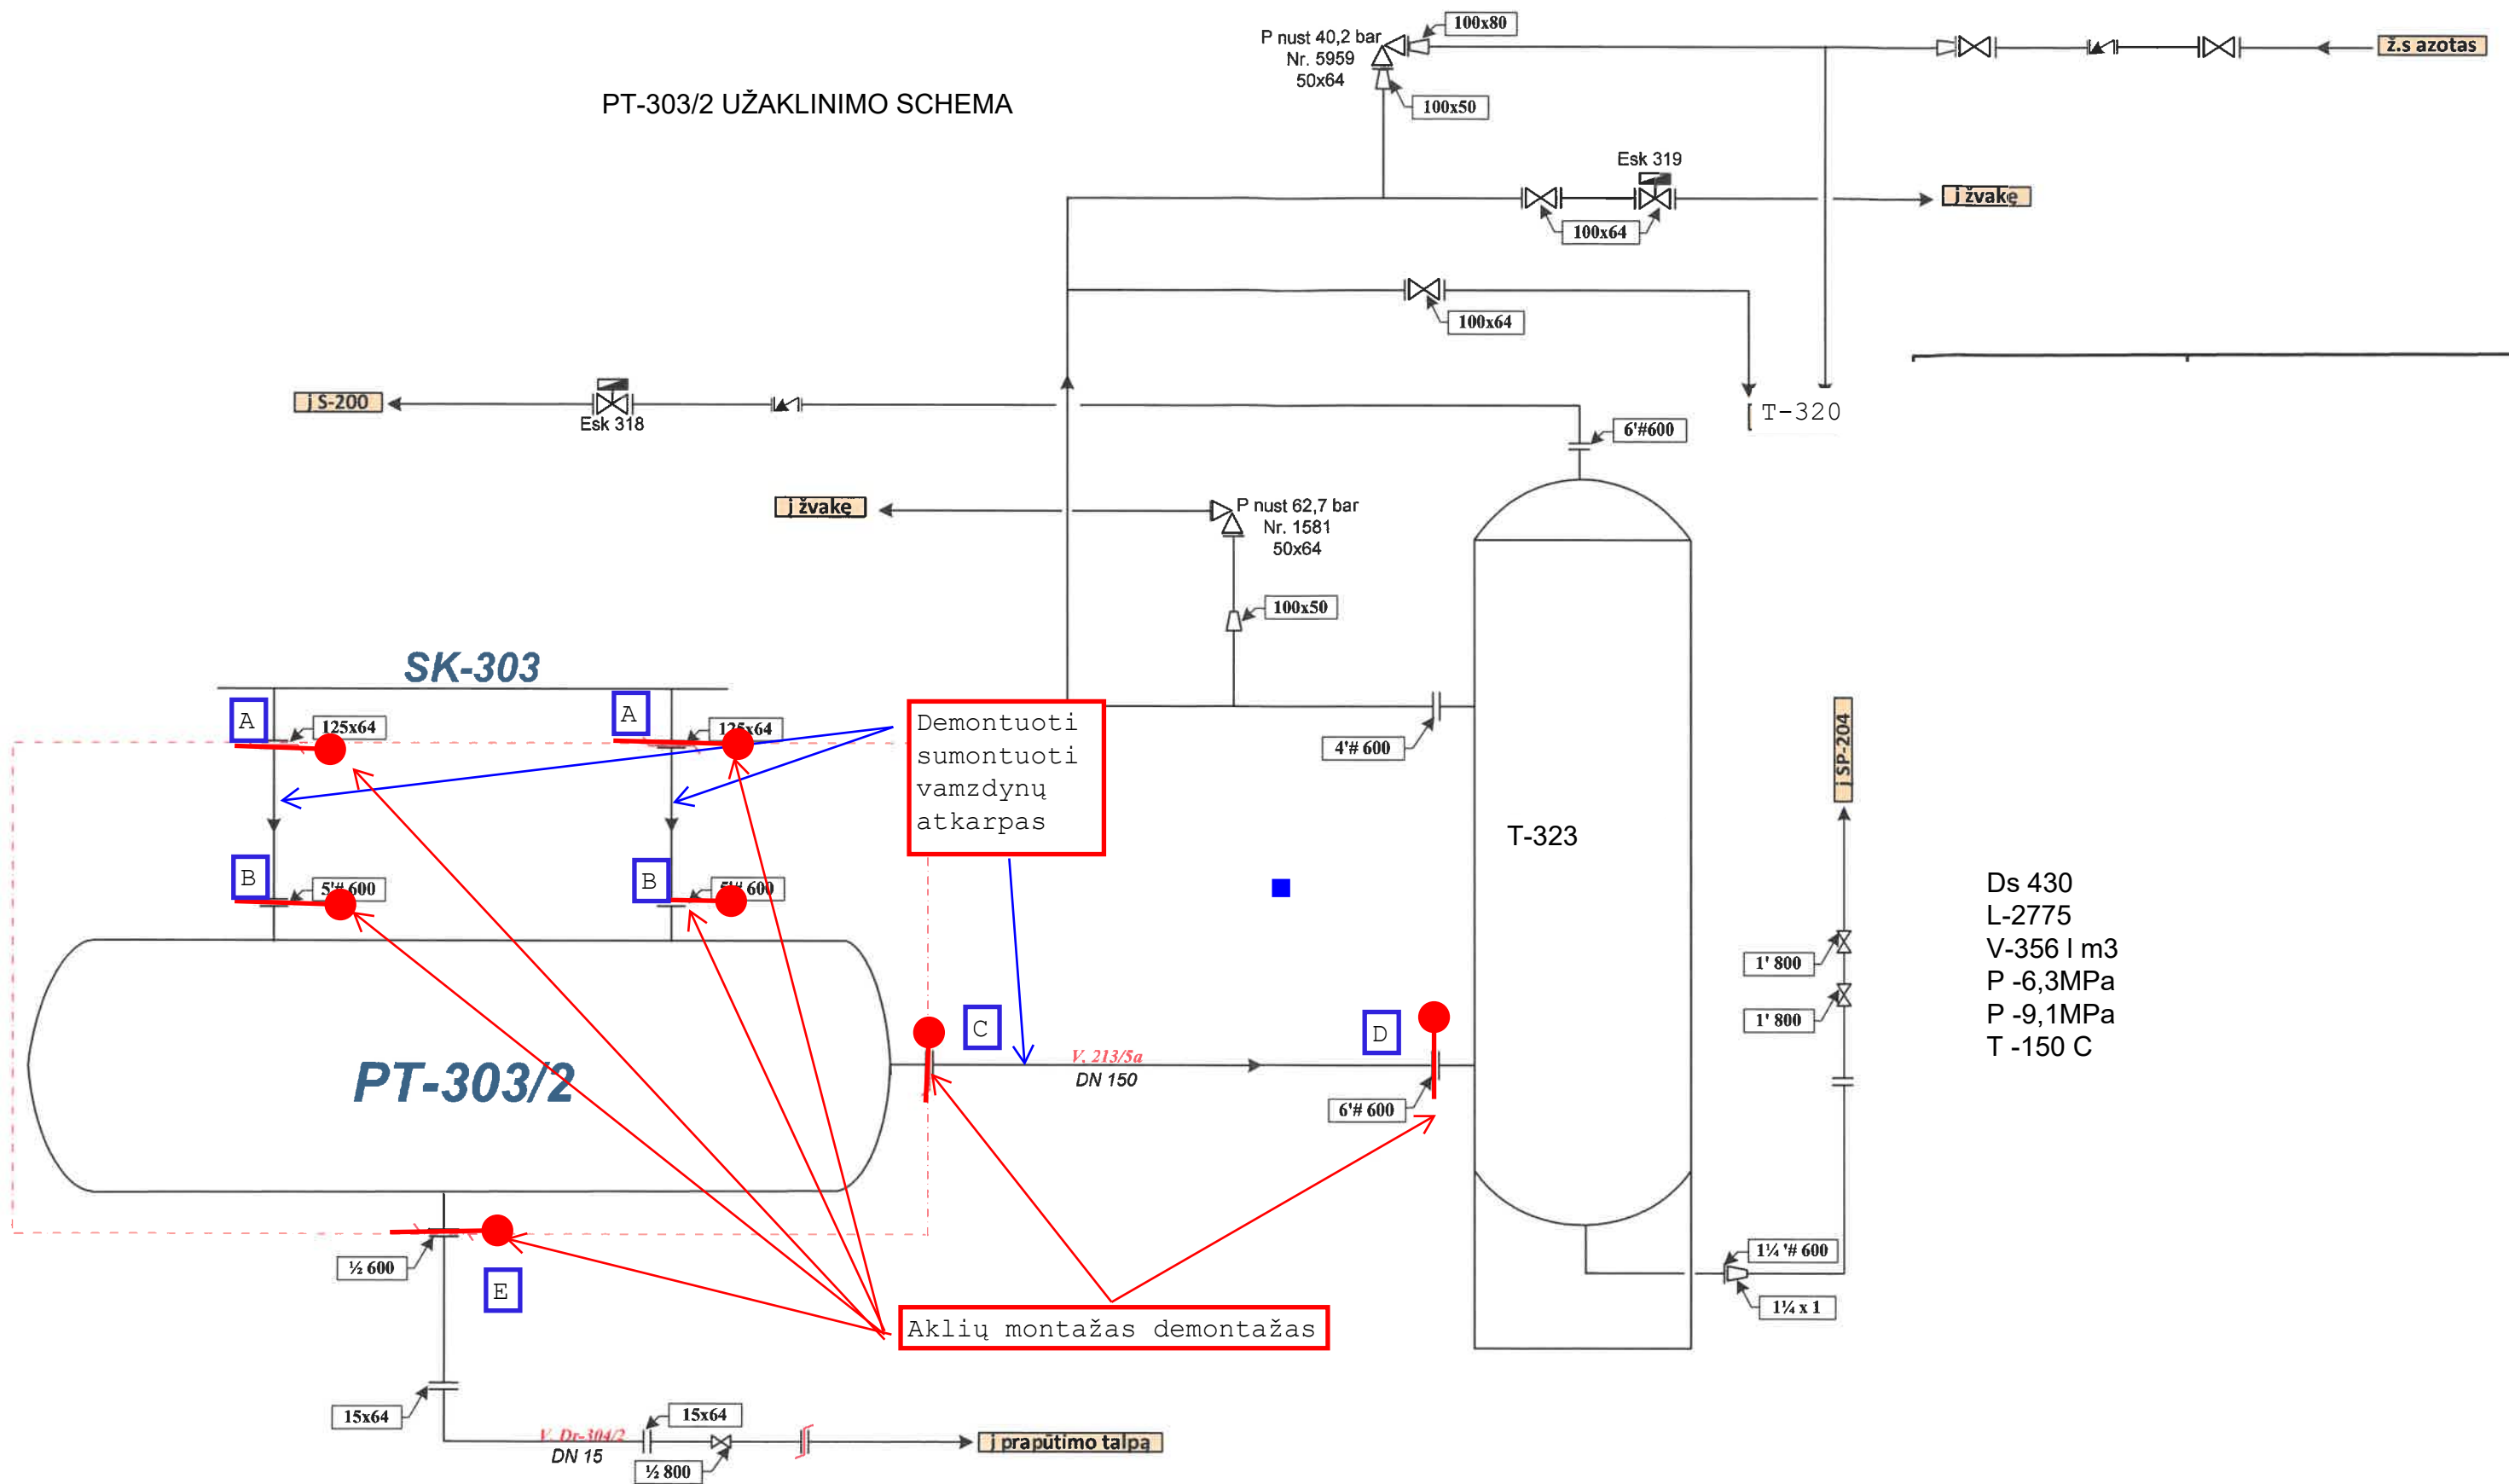 100x80
P nust 40,2 bar
Nr. 5959
50x64
ž.s azotas
PT-303/2 UŽAKLINIMO SCHEMA
100x50
Esk 319
į žvakę
100x64
100x64
į S-200
Esk 318
T-320
6'#600
į žvakę
P nust 62,7 bar
Nr. 1581
50x64
100x50
SK-303
A
A
125x64
125x64
Demontuoti
sumontuoti
vamzdynų
atkarpas
4'# 600
į SP-204
T-323
B
B
5'# 600
5'# 600
Ds 430
L-2775
V-356 l m3
P -6,3MPa
P -9,1MPa
T -150 C
1' 800
1' 800
C
D
V. 213/5a
DN 150
PT-303/2
6'# 600
½ 600
E
1¼ '# 600
1¼ x 1
Aklių montažas demontažas
15x64
15x64
V. Dr-304/2
DN 15
į prapūtimo talpą
½ 800